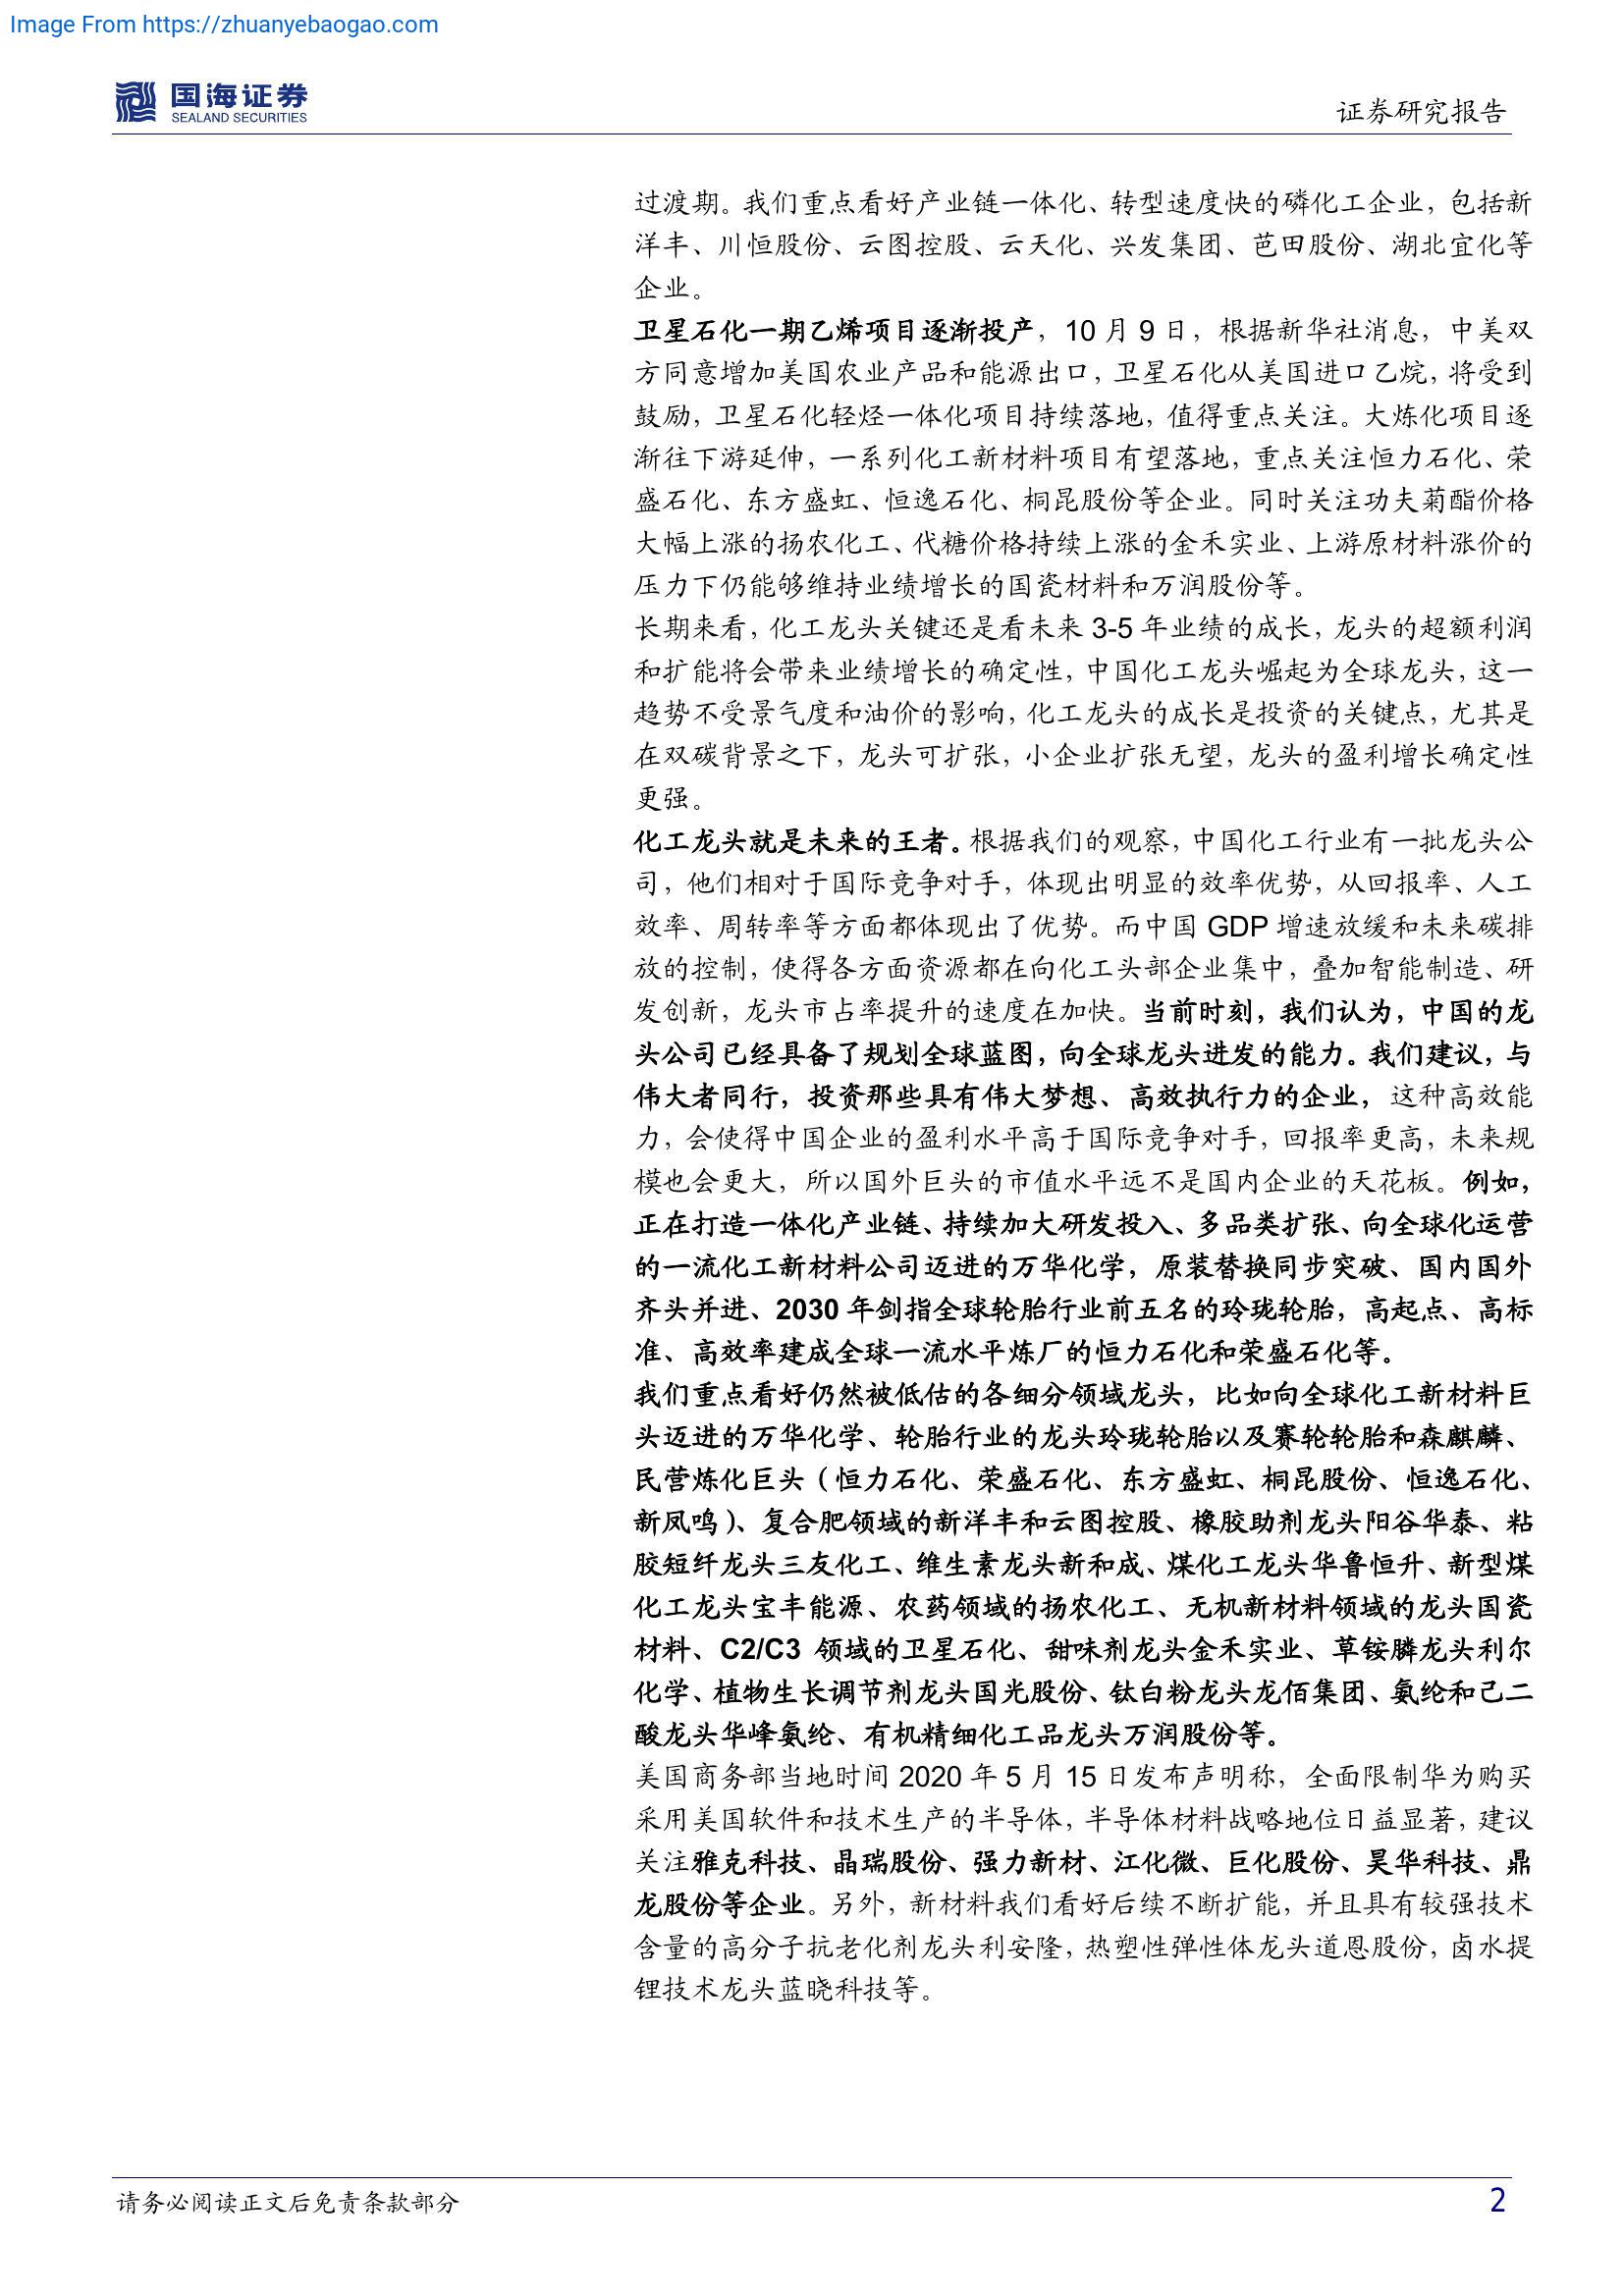 Image From https://zhuanyebaogao.com
国海证券
SEALAND SECURITIES
证券研究报告
过渡期。我们重点看好产业链一体化、转型速度快的磷化工企业，包括新
洋丰、川恒股份、云图控股、云天化、兴发集团、芭田股份、湖北宜化等
企业。
卫星石化一期乙烯项目逐渐投产，10 月 9 日，根据新华社消息，中美双
方同意增加美国农业产品和能源出口，卫星石化从美国进口乙烷，将受到
鼓励，卫星石化轻烃一体化项目持续落地，值得重点关注。大炼化项目逐
渐往下游延伸，一系列化工新材料项目有望落地，重点关注恒力石化、荣
盛石化、东方盛虹、恒逸石化、桐昆股份等企业。同时关注功夫菊酯价格
大幅上涨的扬农化工、代糖价格持续上涨的金禾实业、上游原材料涨价的
压力下仍能够维持业绩增长的国瓷材料和万润股份等。
长期来看，化工龙头关键还是看未来 3-5 年业绩的成长，龙头的超额利润
和扩能将会带来业绩增长的确定性，中国化工龙头崛起为全球龙头，这一
趋势不受景气度和油价的影响，化工龙头的成长是投资的关键点，尤其是
在双碳背景之下，龙头可扩张，小企业扩张无望，龙头的盈利增长确定性
更强。
化工龙头就是未来的王者。根据我们的观察，中国化工行业有一批龙头公
司，他们相对于国际竞争对手，体现出明显的效率优势，从回报率、人工
效率、周转率等方面都体现出了优势。而中国 GDP 增速放缓和未来碳排
放的控制，使得各方面资源都在向化工头部企业集中，叠加智能制造、研
发创新，龙头市占率提升的速度在加快。当前时刻，我们认为，中国的龙
头公司已经具备了规划全球蓝图，向全球龙头进发的能力。我们建议，与
伟大者同行，投资那些具有伟大梦想、高效执行力的企业，这种高效能
力，会使得中国企业的盈利水平高于国际竞争对手，回报率更高，未来规
模也会更大，所以国外巨头的市值水平远不是国内企业的天花板。例如，
正在打造一体化产业链、持续加大研发投入、多品类扩张、向全球化运营
的一流化工新材料公司迈进的万华化学，原装替换同步突破、国内国外
齐头并进、2030 年剑指全球轮胎行业前五名的玲珑轮胎，高起点、高标
准、高效率建成全球一流水平炼厂的恒力石化和荣盛石化等。
我们重点看好仍然被低估的各细分领域龙头，比如向全球化工新材料巨
头迈进的万华化学、轮胎行业的龙头玲珑轮胎以及赛轮轮胎和森麒麟、
民营炼化巨头（恒力石化、荣盛石化、东方盛虹、桐昆股份、恒逸石化、
新凤鸣）、复合肥领域的新洋丰和云图控股、橡胶助剂龙头阳谷华泰、粘
胶短纤龙头三友化工、维生素龙头新和成、煤化工龙头华鲁恒升、新型煤
化工龙头宝丰能源、农药领域的扬农化工、无机新材料领域的龙头国瓷
材料、C2/C3 领域的卫星石化、甜味剂龙头金禾实业、草铵膦龙头利尔
化学、植物生长调节剂龙头国光股份、钛白粉龙头龙佰集团、氨纶和己二
酸龙头华峰氨纶、有机精细化工品龙头万润股份等。
美国商务部当地时间 2020 年 5 月 15 日发布声明称，全面限制华为购买
采用美国软件和技术生产的半导体，半导体材料战略地位日益显著，建议
关注雅克科技、晶瑞股份、强力新材、江化微、巨化股份、昊华科技、鼎
龙股份等企业。另外，新材料我们看好后续不断扩能，并且具有较强技术
含量的高分子抗老化剂龙头利安隆，热塑性弹性体龙头道恩股份，卤水提
锂技术龙头蓝晓科技等。
请务必阅读正文后免责条款部分
2